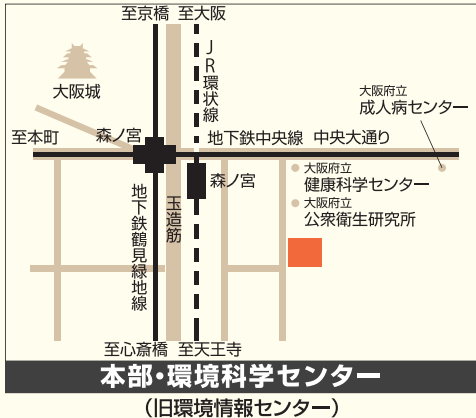 至京橋 至大阪
JR環状線
大阪城
大阪府立
成人病センター
至本町
森ノ宮
地下鉄中央線 中央大通り
森ノ宮
大阪府立
健康科学センター
大阪府立
公衆衛生研究所
地下鉄鶴見緑地線
玉造筋
至心斎橋 至天王寺
本部・環境科学センター
(旧環境情報センター)